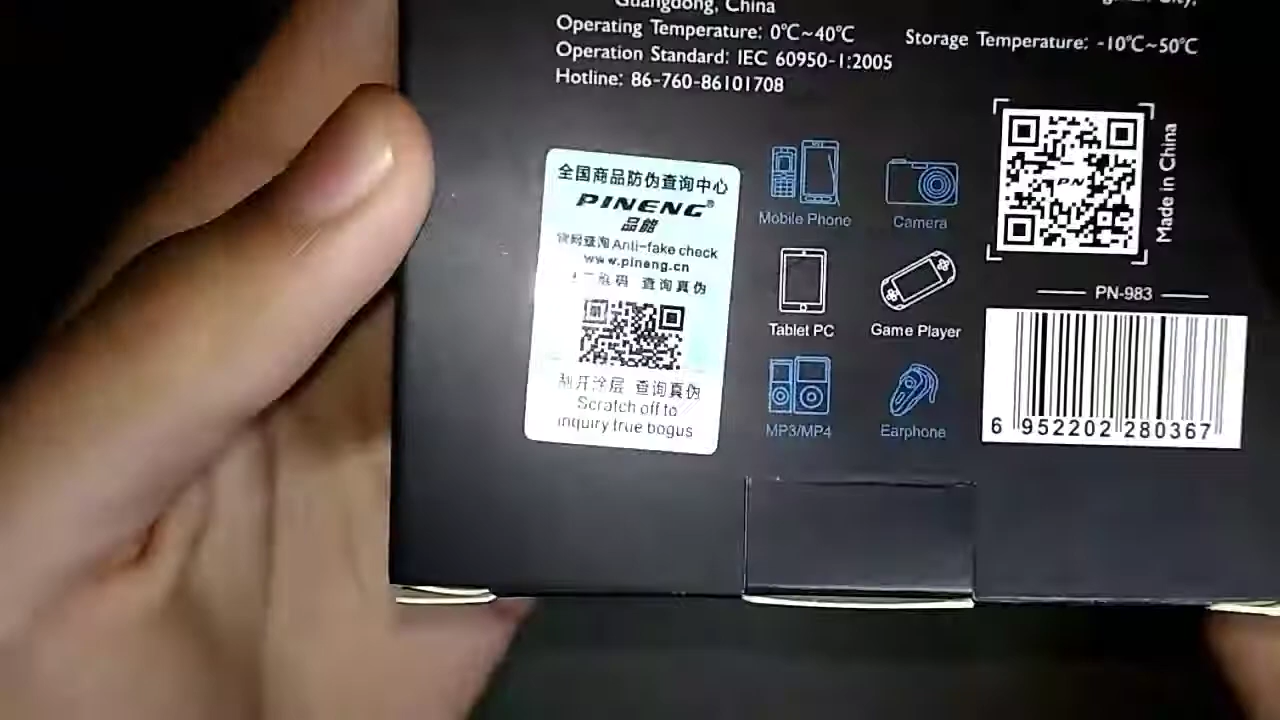 Guangdong, China
Operating Temperature: 0℃~40℃
Storage Temperature: -10℃~50℃
Operation Standard: IEC 60950-1:2005
Hotline: 86-760-86101708
全国商品防伪查询中心
PINENG®
品能
官网查询 Anti-fake check
www.pineng.cn
查询真伪
刮开涂层 查询真伪
Scratch off to
inquiry true bogus
Mobile Phone
Camera
Tablet PC
Game Player
MP3/MP4
Earphone
PN
Made in China
PN-983
6 952202 280367